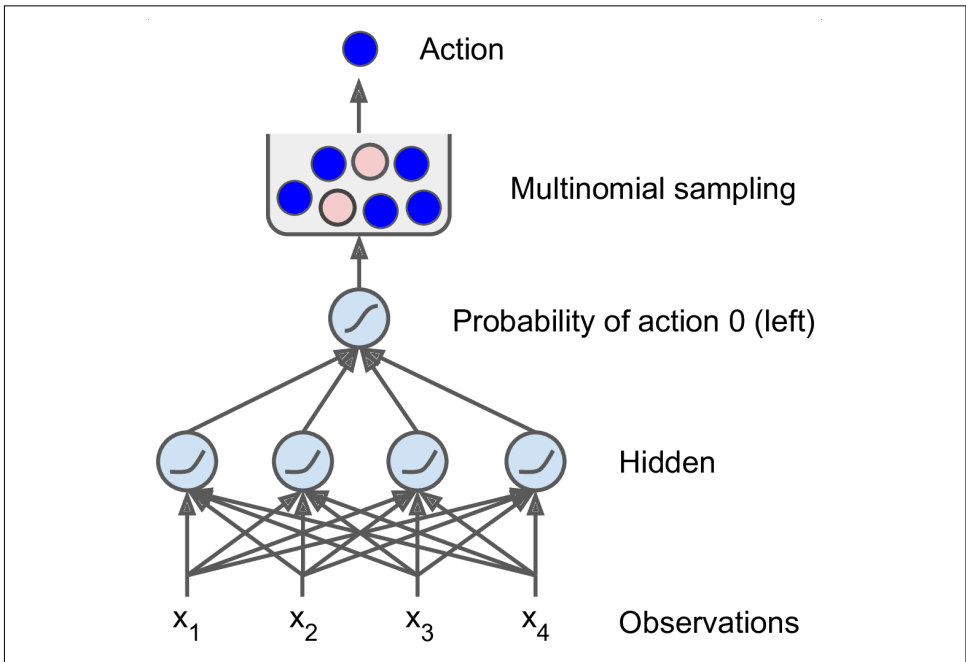 Action
Multinomial sampling
Probability of action 0 (left)
Hidden
x1 x2 x3 x4 Observations